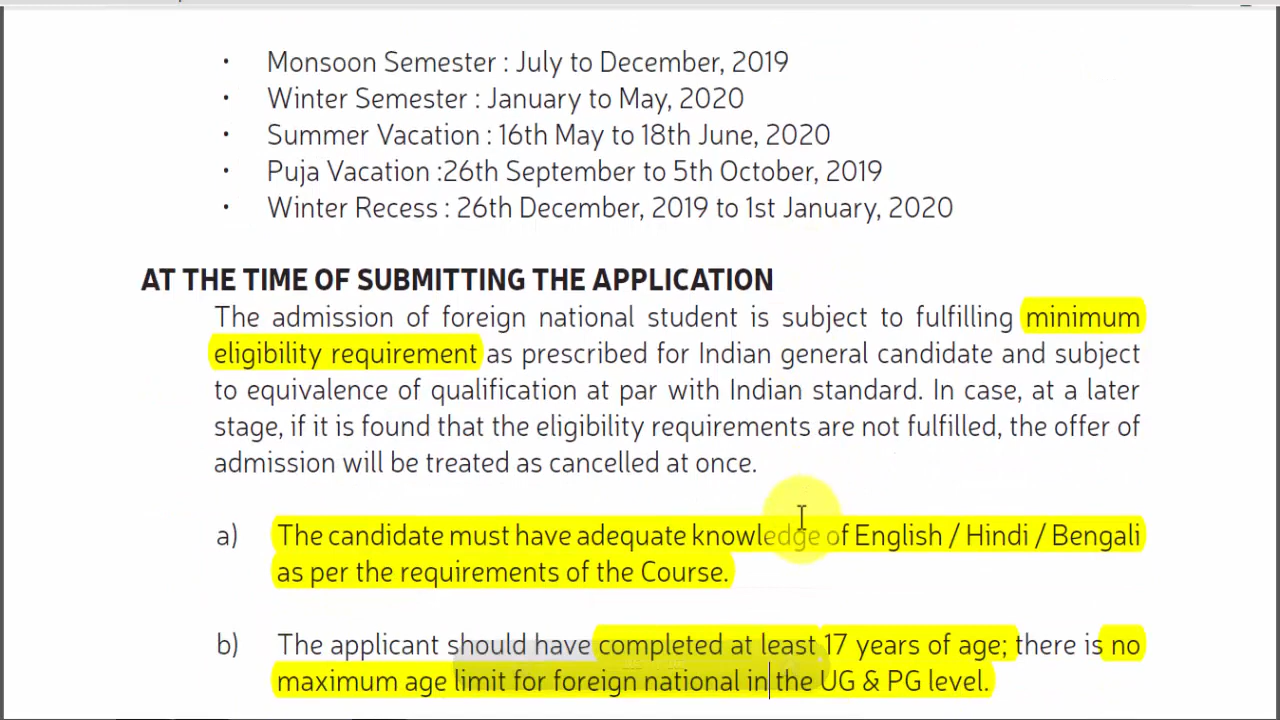 • Monsoon Semester : July to December, 2019
• Winter Semester : January to May, 2020
• Summer Vacation : 16th May to 18th June, 2020
• Puja Vacation :26th September to 5th October, 2019
• Winter Recess : 26th December, 2019 to 1st January, 2020
AT THE TIME OF SUBMITTING THE APPLICATION
The admission of foreign national student is subject to fulfilling minimum
eligibility requirement as prescribed for Indian general candidate and subject
to equivalence of qualification at par with Indian standard. In case, at a later
stage, if it is found that the eligibility requirements are not fulfilled, the offer of
admission will be treated as cancelled at once.
a) The candidate must have adequate knowledge of English / Hindi / Bengali
as per the requirements of the Course.
b) The applicant should have completed at least 17 years of age; there is no
maximum age limit for foreign national in the UG & PG level.